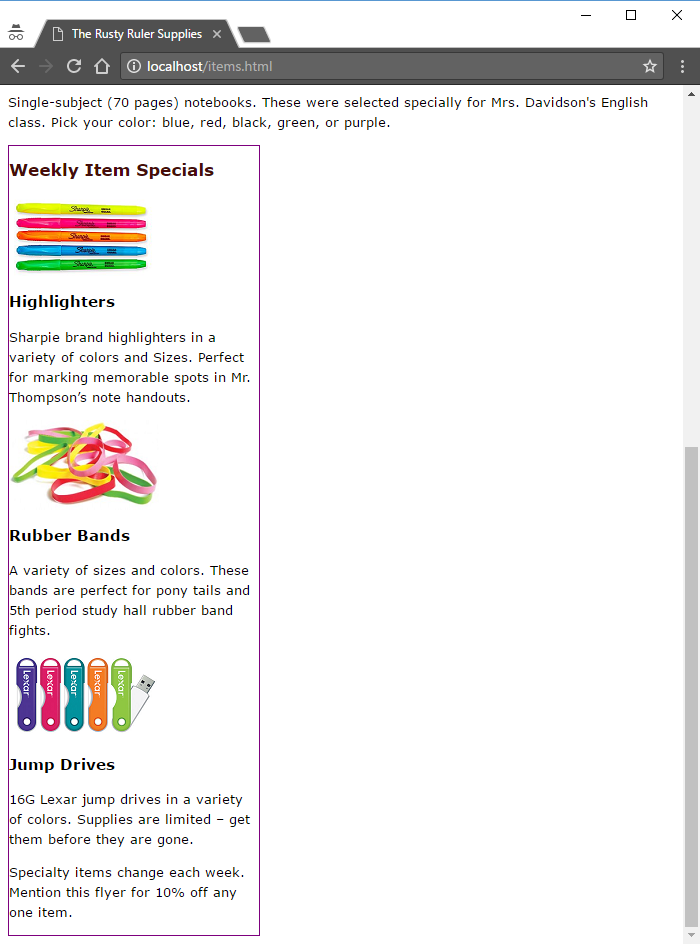 The Rusty Ruler Supplies
localhost/items.html
Single-subject (70 pages) notebooks. These were selected specially for Mrs. Davidson's English
class. Pick your color: blue, red, black, green, or purple.
Weekly Item Specials
Sharpie
Sharpie
Sharpie
Sharpie
Sharpie
Highlighters
Sharpie brand highlighters in a
variety of colors and Sizes. Perfect
for marking memorable spots in Mr.
Thompson’s note handouts.
Rubber Bands
A variety of sizes and colors. These
bands are perfect for pony tails and
5th period study hall rubber band
fights.
Lexar Lexar Lexar Lexar Lexar
Jump Drives
16G Lexar jump drives in a variety
of colors. Supplies are limited – get
them before they are gone.
Specialty items change each week.
Mention this flyer for 10% off any
one item.